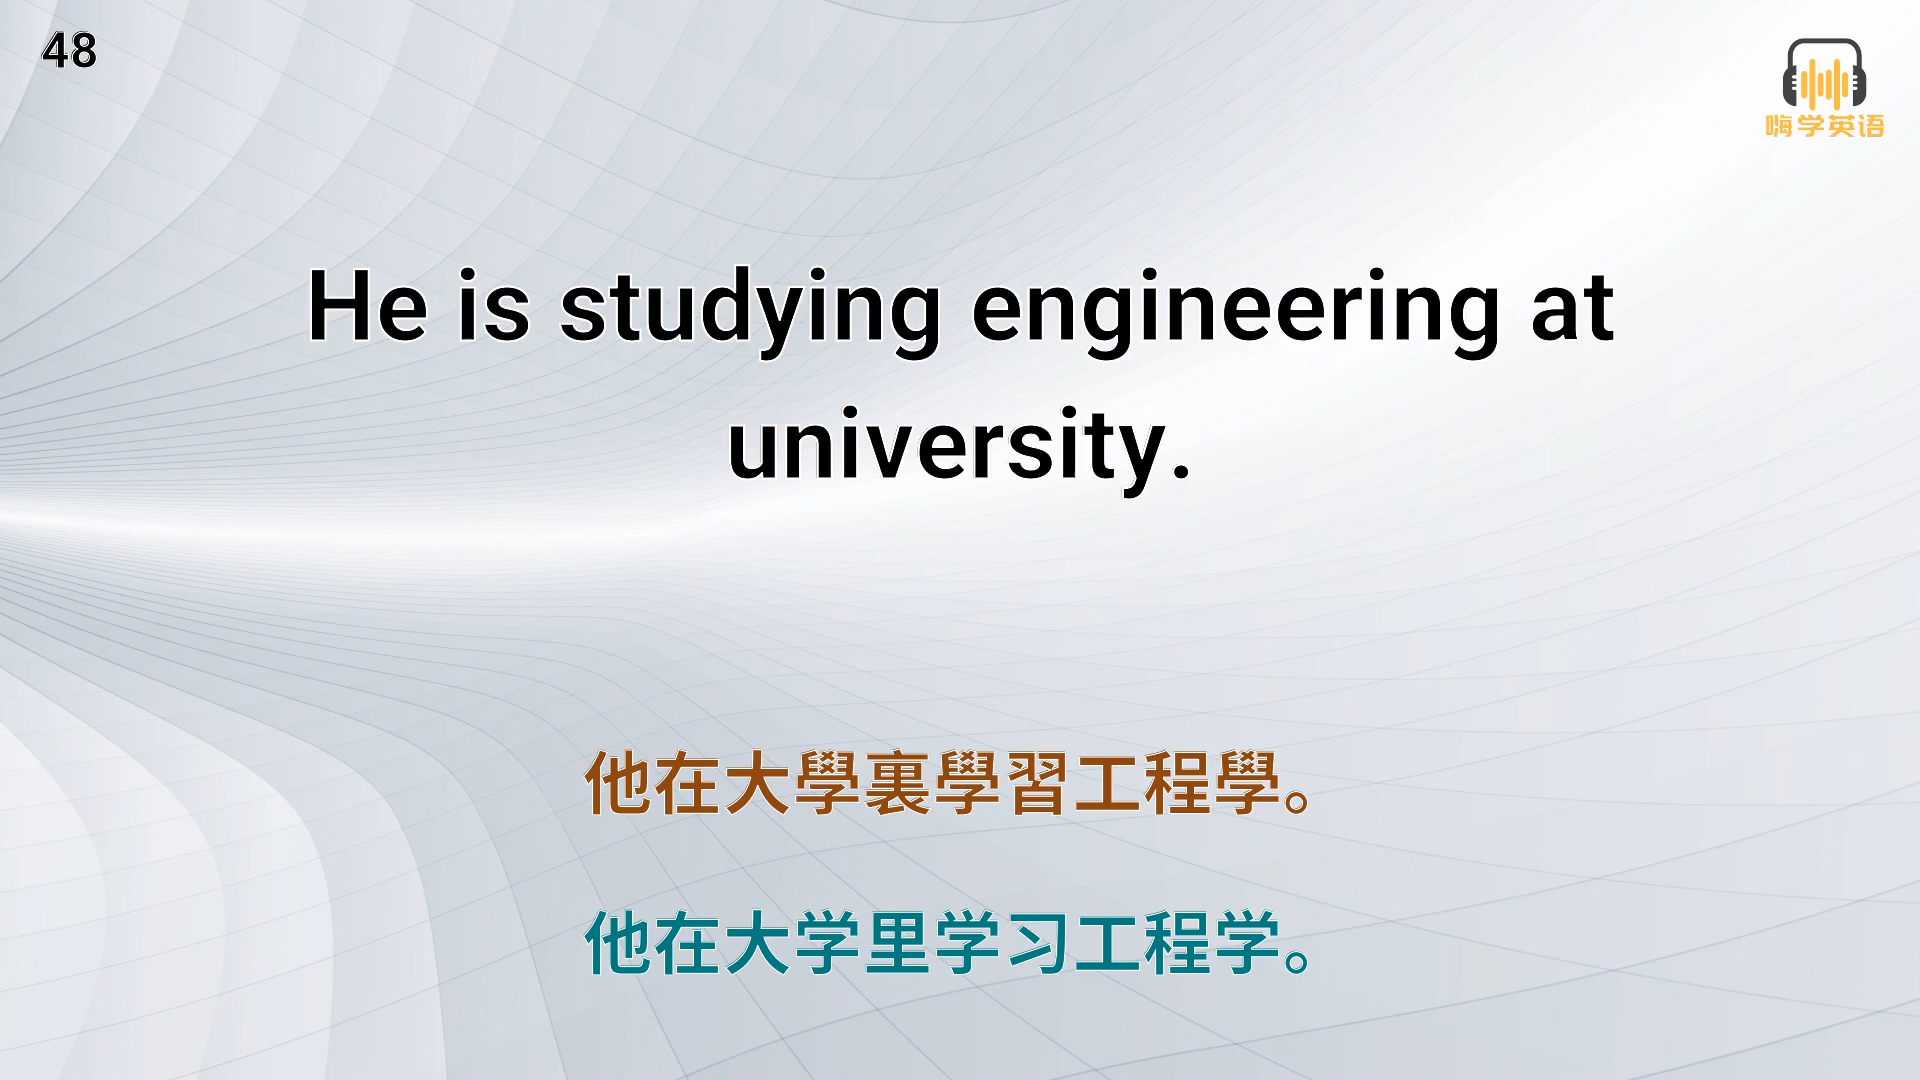 48
嗨学英语
He is studying engineering at
university.
他在大學裏學習工程學。
他在大学里学习工程学。